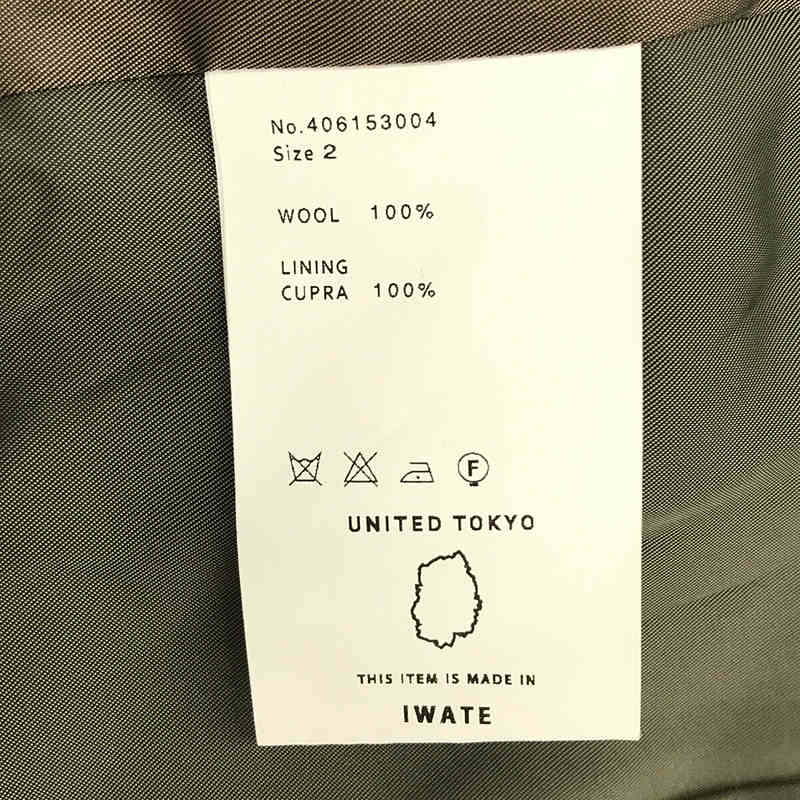 No.406153004
Size 2
WOOL 100%
LINING
CUPRA 100%
F
UNITED TOKYO
THIS ITEM IS MADE IN
IWATE